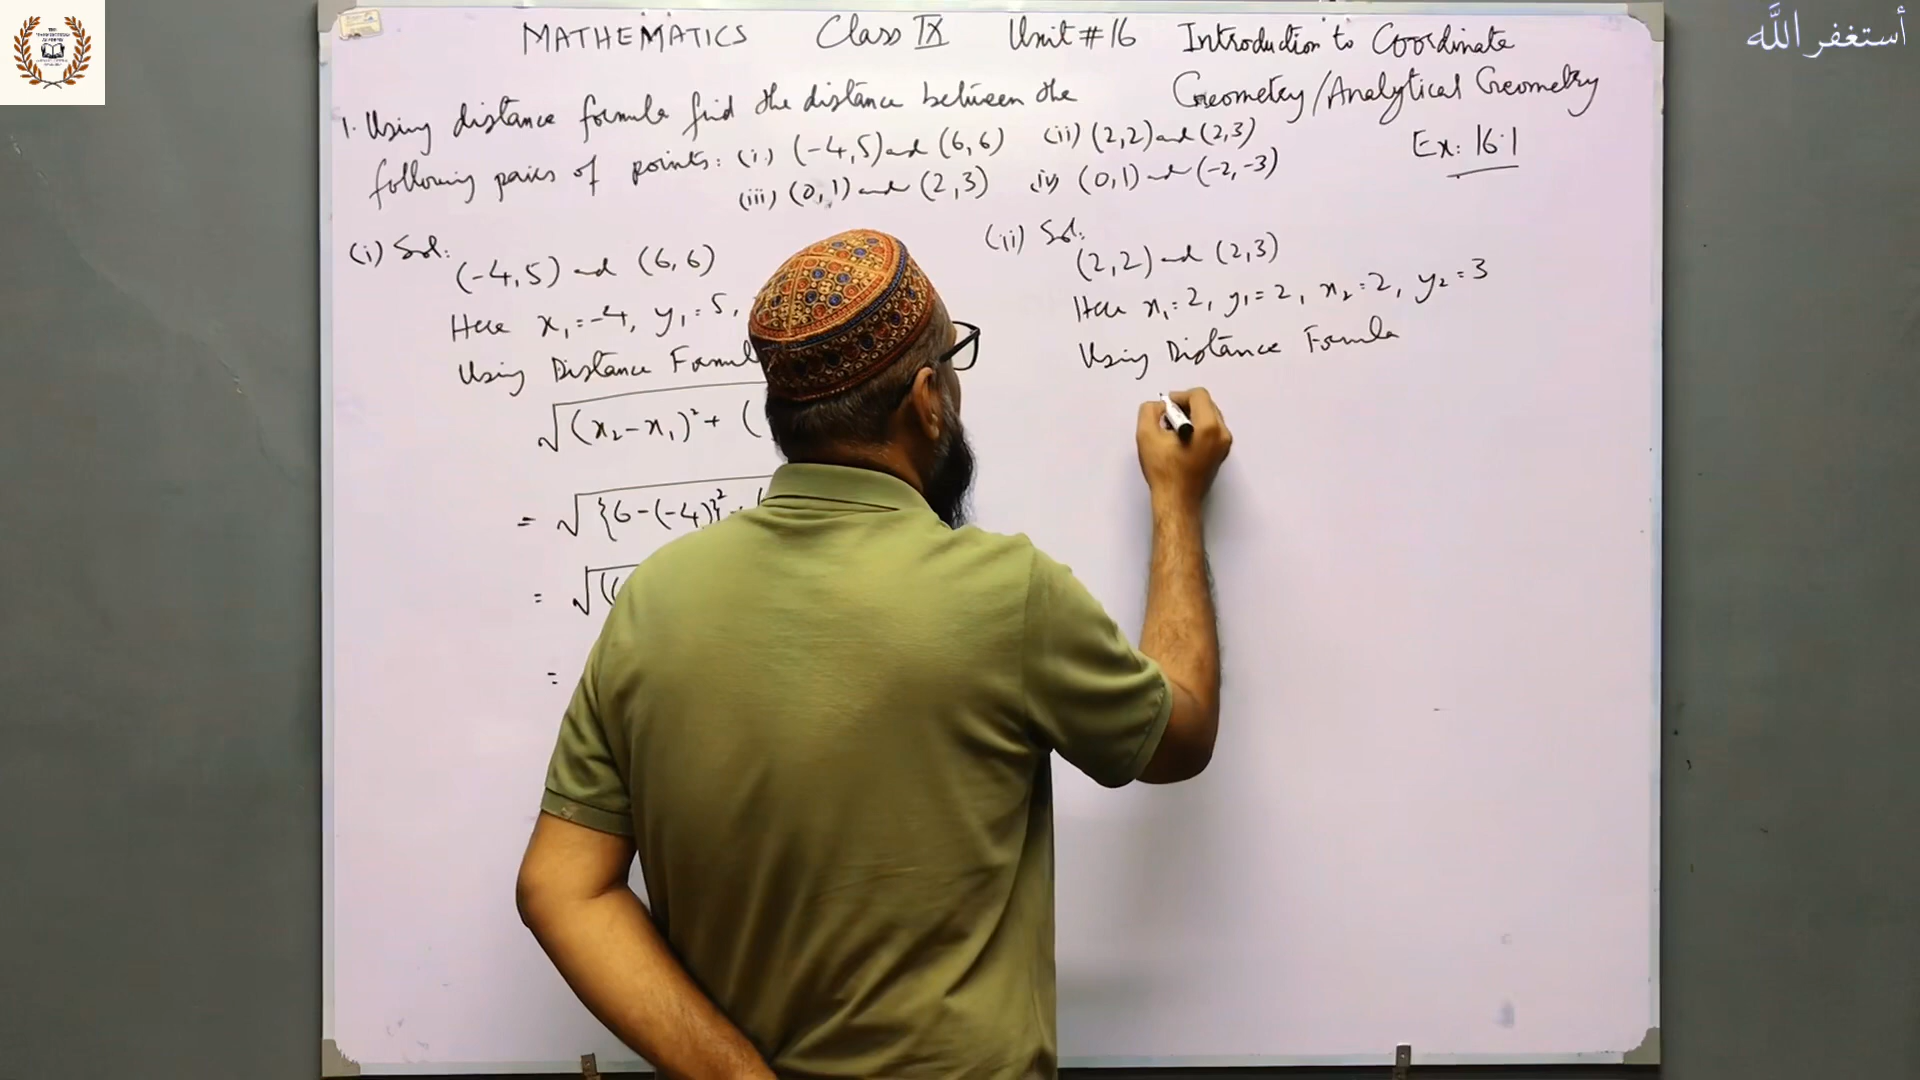 MATHEMATICS Class IX Unit # 16 Introduction to Coordinate
Geometry/Analytical Geometry
Ex: 16.1
1. Using distance formula find the distance between the
following pairs of points: (i) (-4,5) and (6,6) (ii) (2,2) and (2,3)
(iii) (0,1) and (2,3) (iv) (0,1) and (-2,-3)
(i) Sol:
(-4,5) and (6,6)
Here x₁=-4, y₁=5,
Using Distance Formul
√(x₂-x₁)²+(
= √{6-(-4)}²
= √(
=
(ii) Sol:
(2,2) and (2,3)
Here x₁=2, y₁=2, x₂=2, y₂=3
Using Distance Formula
أستغفر الله